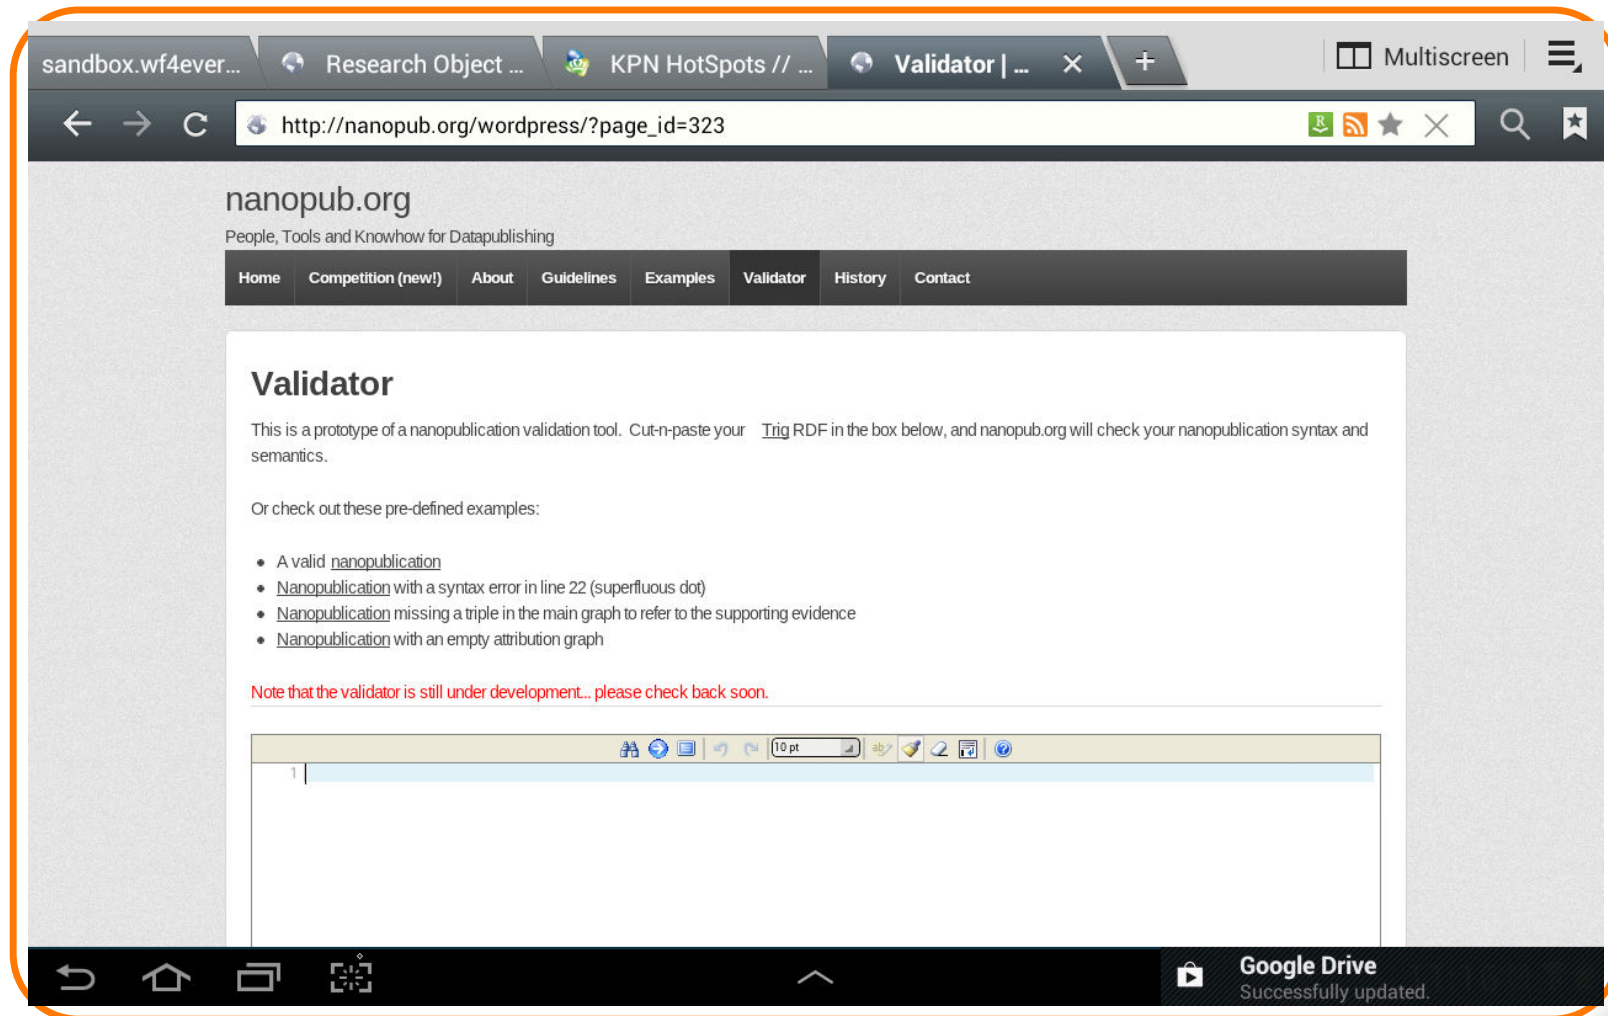 sandbox.wf4ever...
Research Object ...
KPN HotSpots // ...
Validator | ...
Multiscreen
http://nanopub.org/wordpress/?page_id=323
nanopub.org
People, Tools and Knowhow for Datapublishing
Home Competition (new!) About Guidelines Examples Validator History Contact
Validator
This is a prototype of a nanopublication validation tool. Cut-n-paste your Trig RDF in the box below, and nanopub.org will check your nanopublication syntax and
semantics.
Or check out these pre-defined examples:
A valid nanopublication
Nanopublication with a syntax error in line 22 (superfluous dot)
Nanopublication missing a triple in the main graph to refer to the supporting evidence
Nanopublication with an empty attribution graph
Note that the validator is still under development... please check back soon.
10 pt
1
Google Drive
Successfully updated.